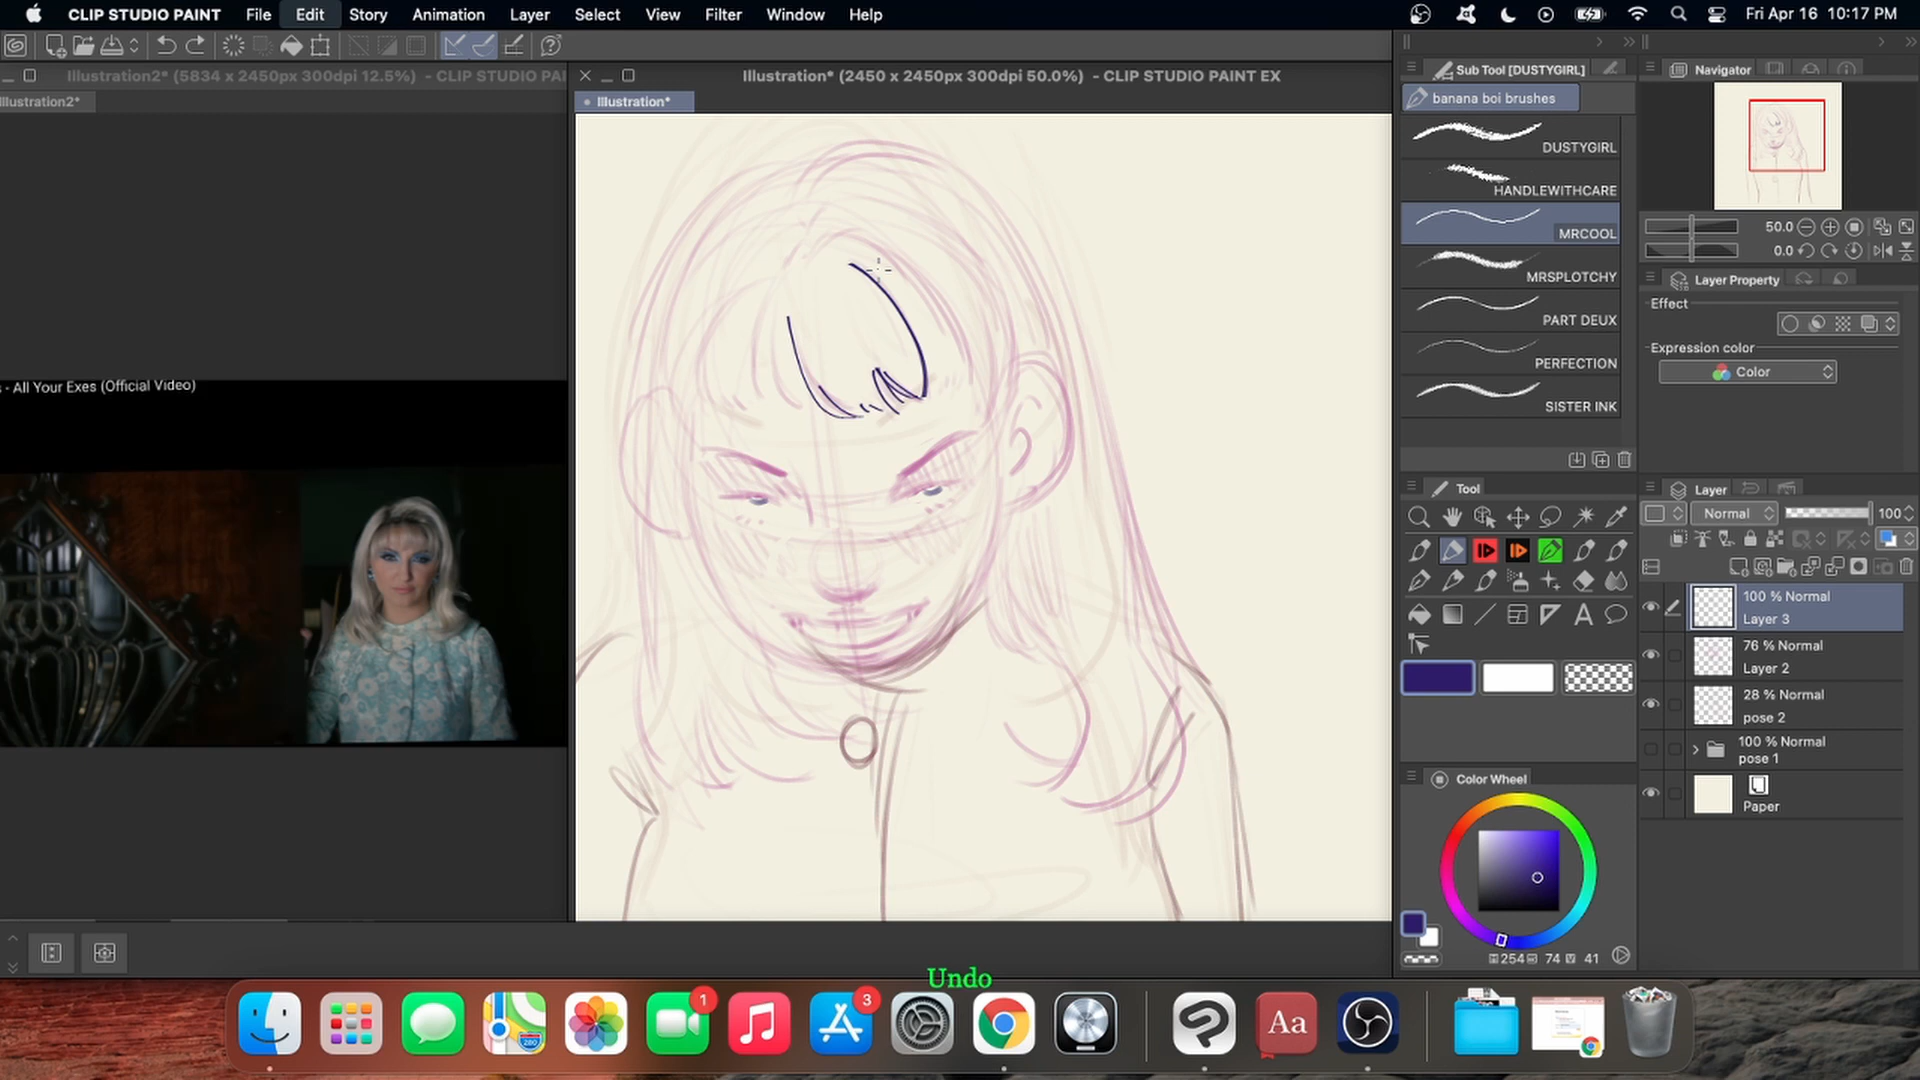 CLIP STUDIO PAINT File Edit Story Animation Layer Select View Filter Window Help
Fri Apr 16 10:17 PM
Illustration2* (5834 x 2450px 300dpi 12.5%) - CLIP STUDIO PAI
Illustration* (2450 x 2450px 300dpi 50.0%) - CLIP STUDIO PAINT EX
llustration2*
Illustration*
s - All Your Exes (Official Video)
Sub Tool [DUSTYGIRL]
banana boi brushes
DUSTYGIRL
HANDLEWITHCARE
MRCOOL
MRSPLOTCHY
PART DEUX
PERFECTION
SISTER INK
Tool
A
Color Wheel
254 74 V 41
Navigator
50.0
0.0
Layer Property
Effect
Expression color
Color
Layer
Normal 100
100 % Normal
Layer 3
76 % Normal
Layer 2
28 % Normal
pose 2
100 % Normal
pose 1
Paper
Undo
1
3
280
Aa